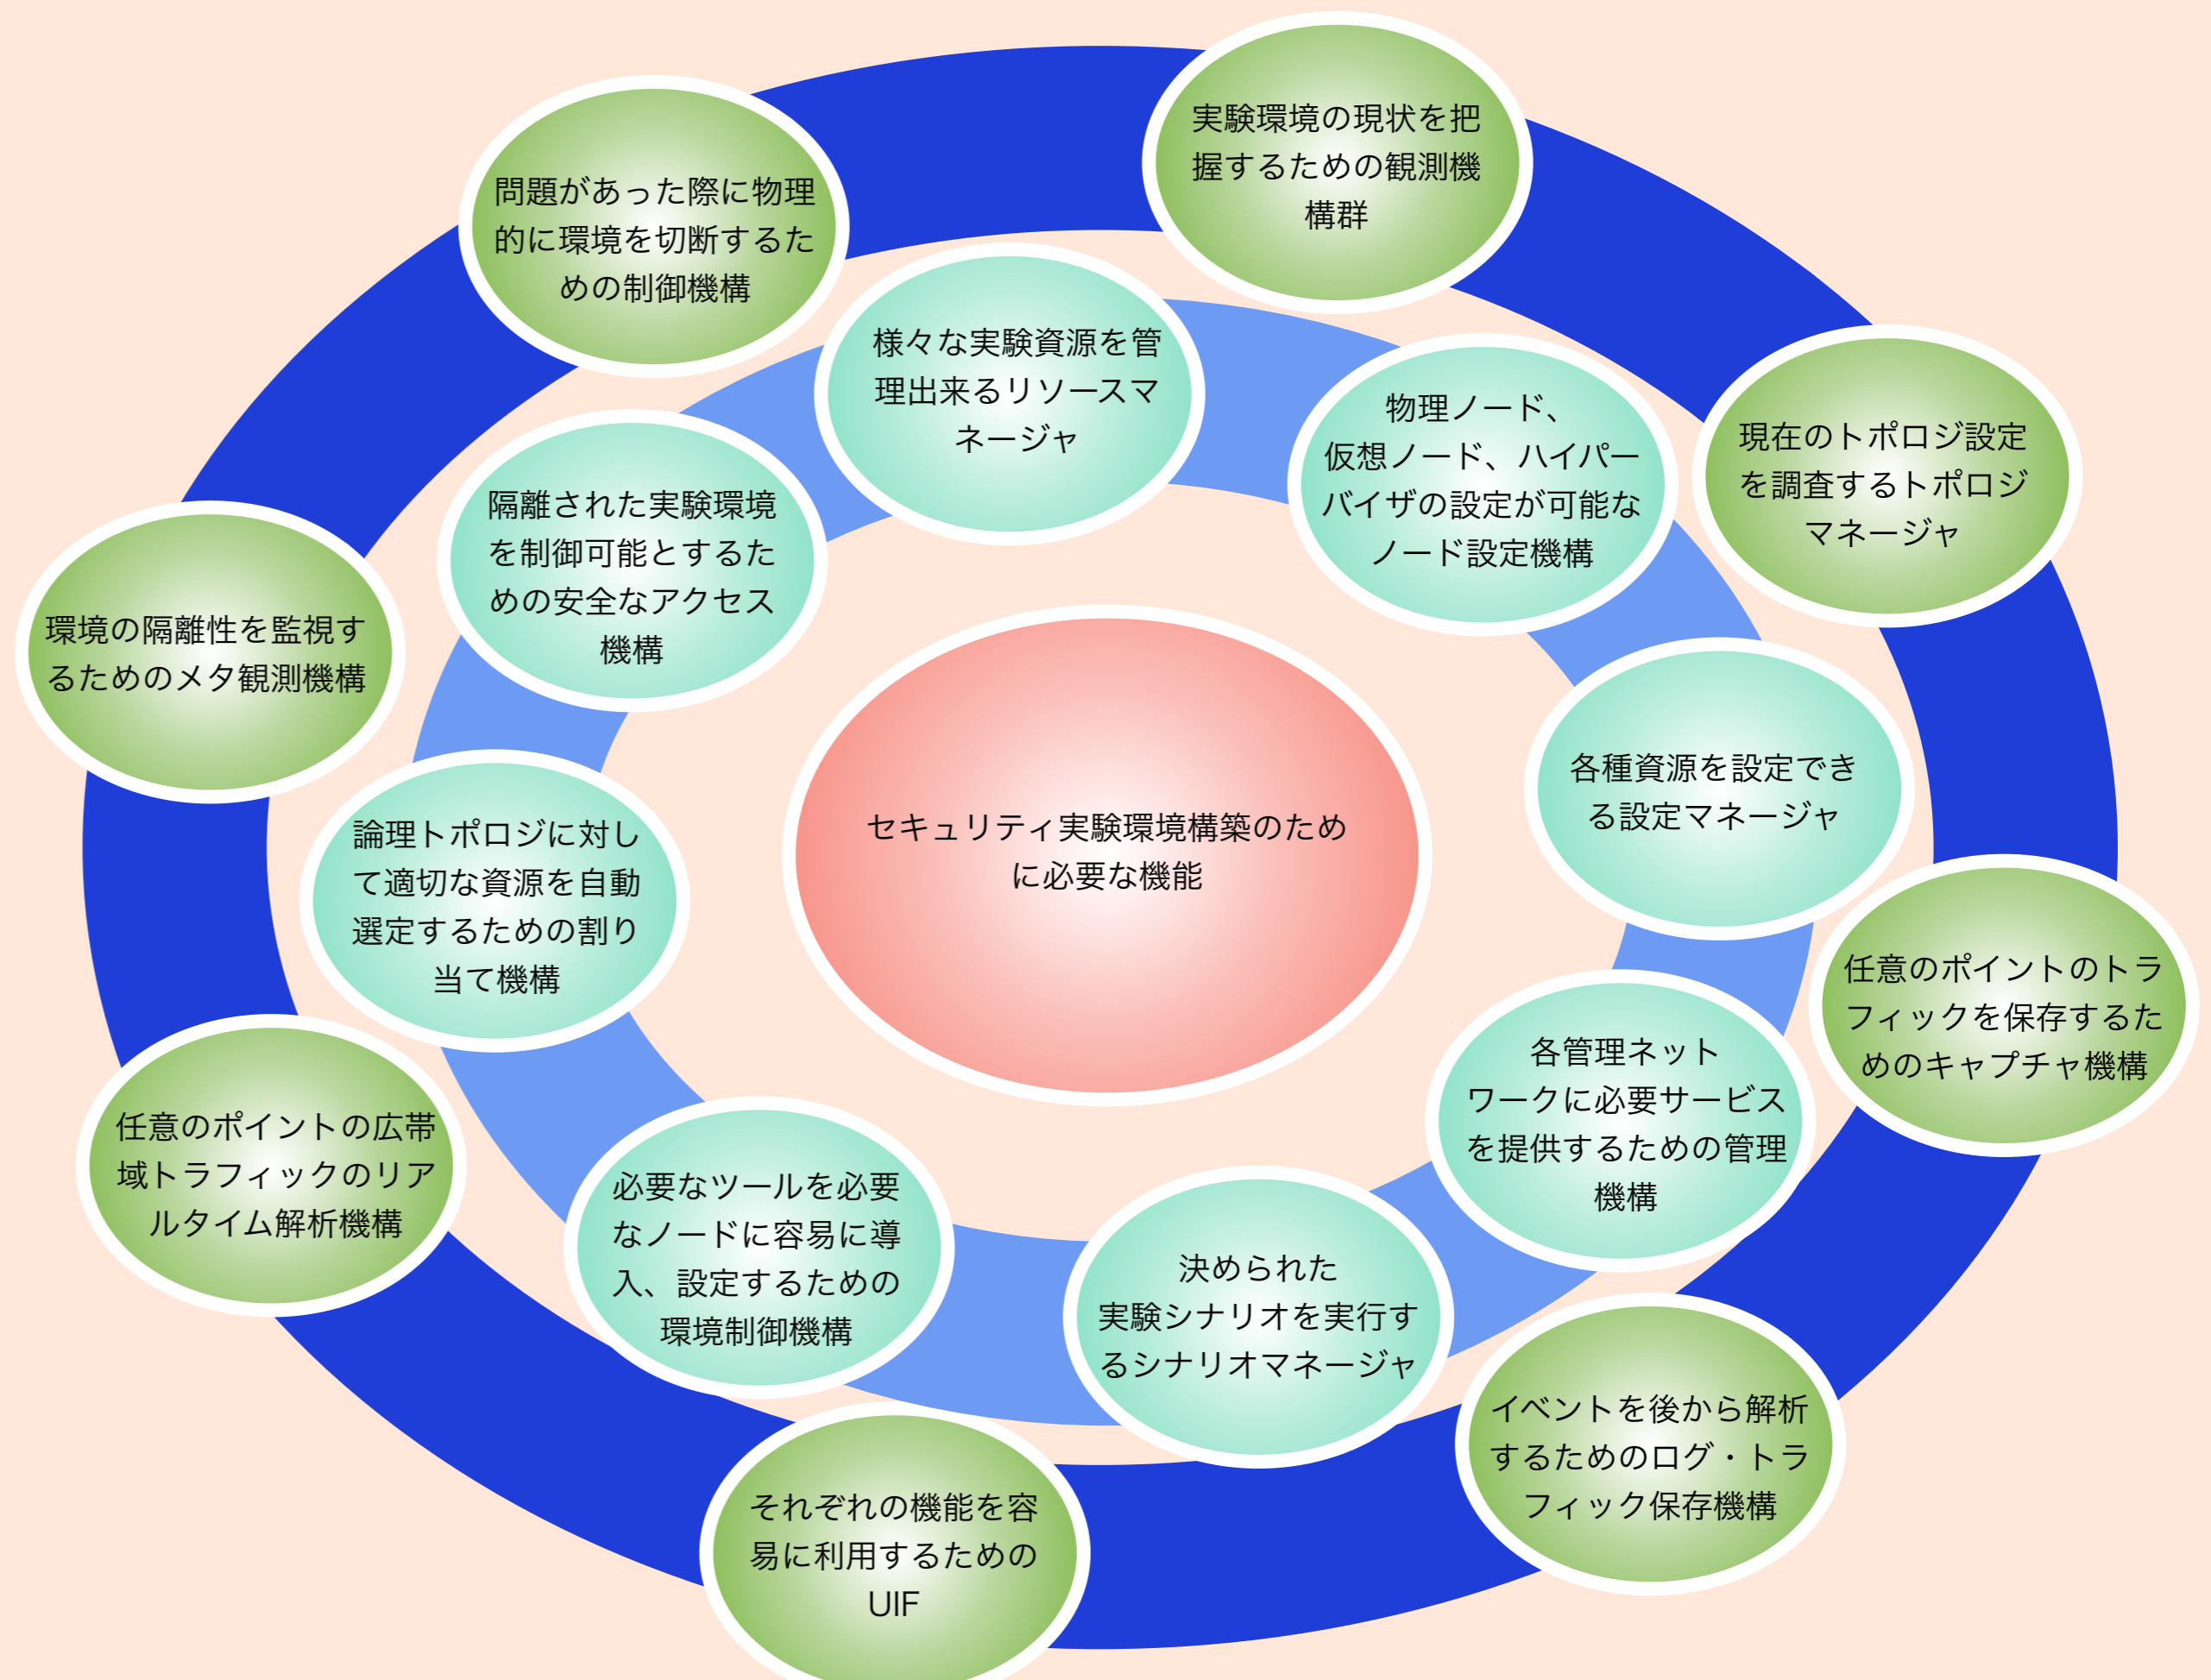 実験環境の現状を把
握するための観測機
構群
問題があった際に物理
的に環境を切断するた
めの制御機構
様々な実験資源を管
理出来るリソースマ
ネージャ
物理ノード、
仮想ノード、ハイパー
バイザの設定が可能な
ノード設定機構
現在のトポロジ設定
を調査するトポロジ
マネージャ
隔離された実験環境
を制御可能とするた
めの安全なアクセス
機構
環境の隔離性を監視す
るためのメタ観測機構
各種資源を設定でき
る設定マネージャ
セキュリティ実験環境構築のため
に必要な機能
論理トポロジに対し
て適切な資源を自動
選定するための割り
当て機構
任意のポイントのトラ
フィックを保存するた
めのキャプチャ機構
各管理ネット
ワークに必要サービス
を提供するための管理
機構
任意のポイントの広帯
域トラフィックのリア
ルタイム解析機構
必要なツールを必要
なノードに容易に導
入、設定するための
環境制御機構
決められた
実験シナリオを実行す
るシナリオマネージャ
イベントを後から解析
するためのログ・トラ
フィック保存機構
それぞれの機能を容
易に利用するための
UIF